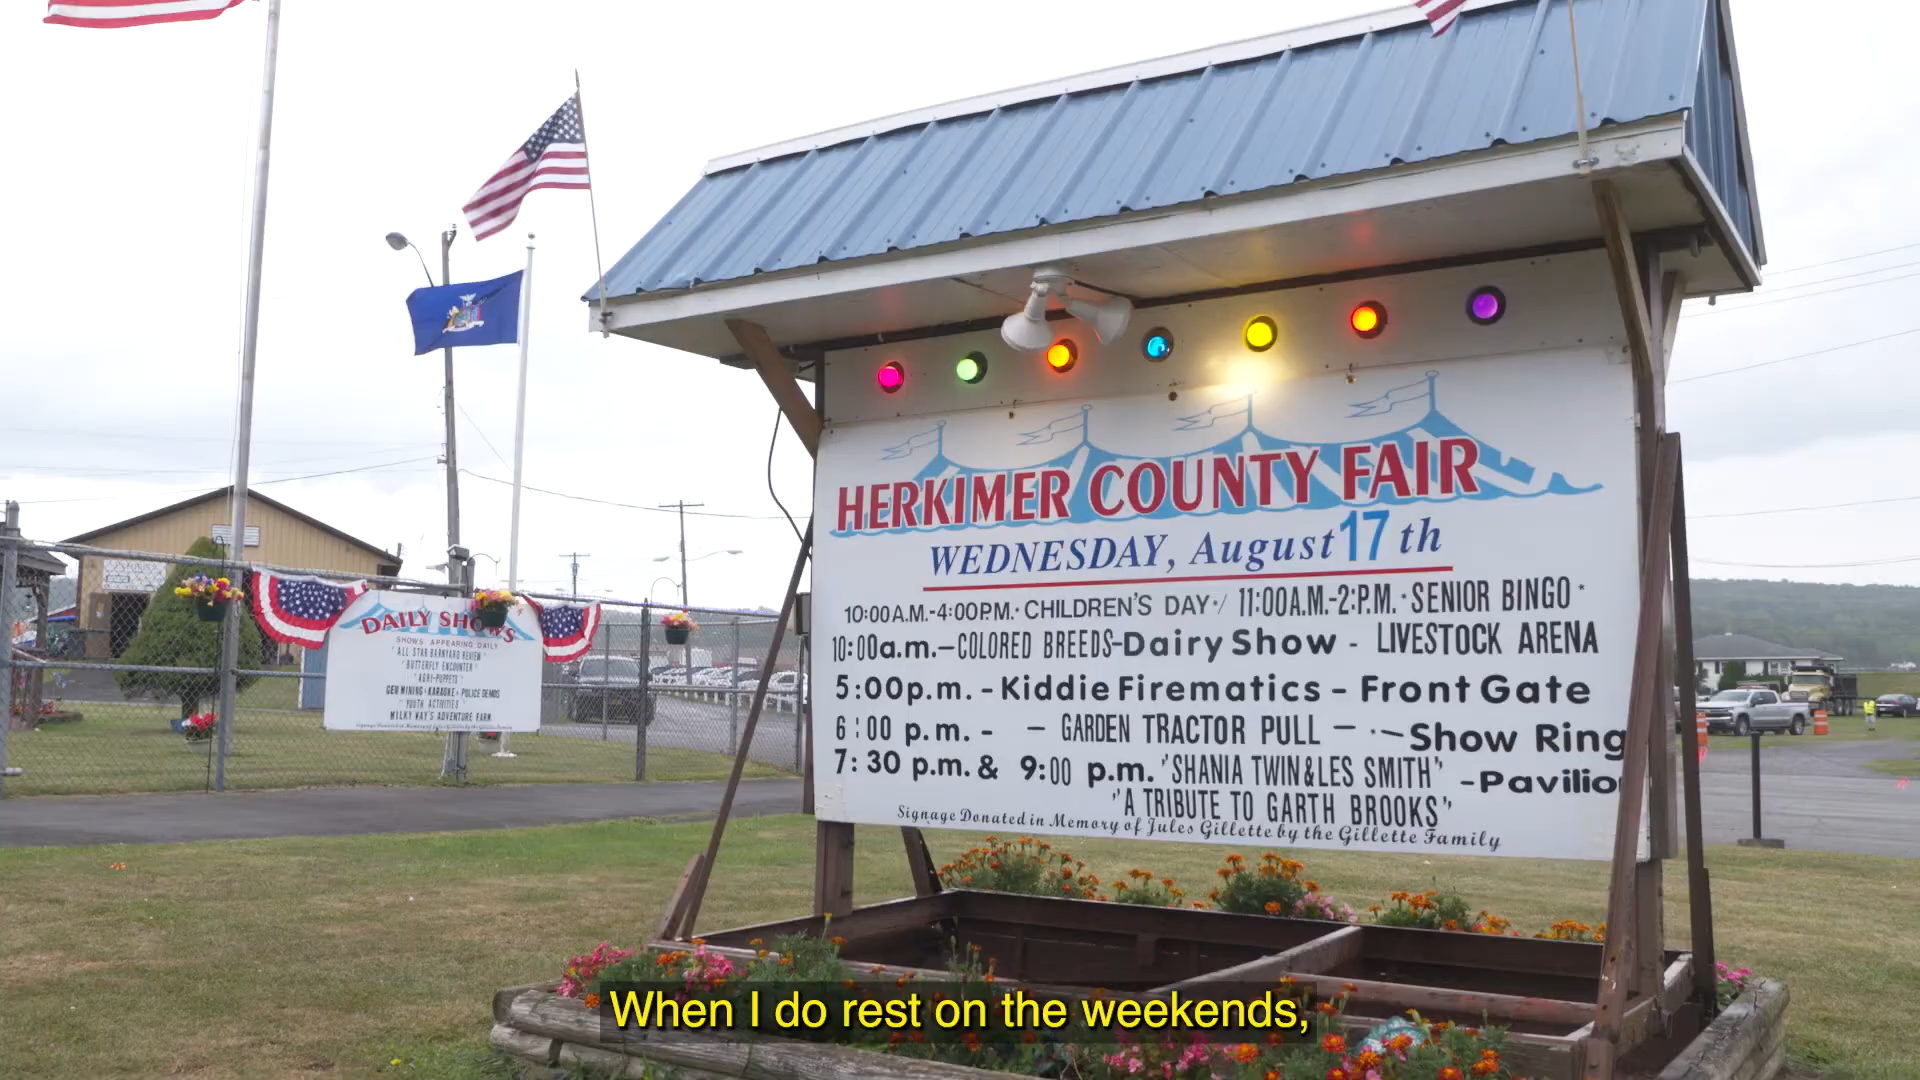 HERKIMER COUNTY FAIR
WEDNESDAY, August 17th
10:00A.M.-4:00P.M.· CHILDREN'S DAY·/ 11:00A.M.-2:P.M.·SENIOR BINGO·
10:00a.m.-COLORED BREEDS-Dairy Show - LIVESTOCK ARENA
5:00p.m. - Kiddie Firematics - Front Gate
6:00 p.m. - - GARDEN TRACTOR PULL - ·-Show Ring
7:30 p.m. & 9:00 p.m. "SHANIA TWIN&LES SMITH" -Pavilio
"A TRIBUTE TO GARTH BROOKS"
Signage Donated in Memory of Jules Gillette by the Gillette Family
DAILY SHOWS
SHOWS APPEARING DAILY
"ALL STAR BARNYARD REVIEW"
"BUTTERFLY ENCOUNTER"
"AGRI-PUPPETS"
GEM MINING·KARAOKE·POLICE DEMOS
"YOUTH ACTIVITIES"
MILKY WAY'S ADVENTURE FARM
When I do rest on the weekends,